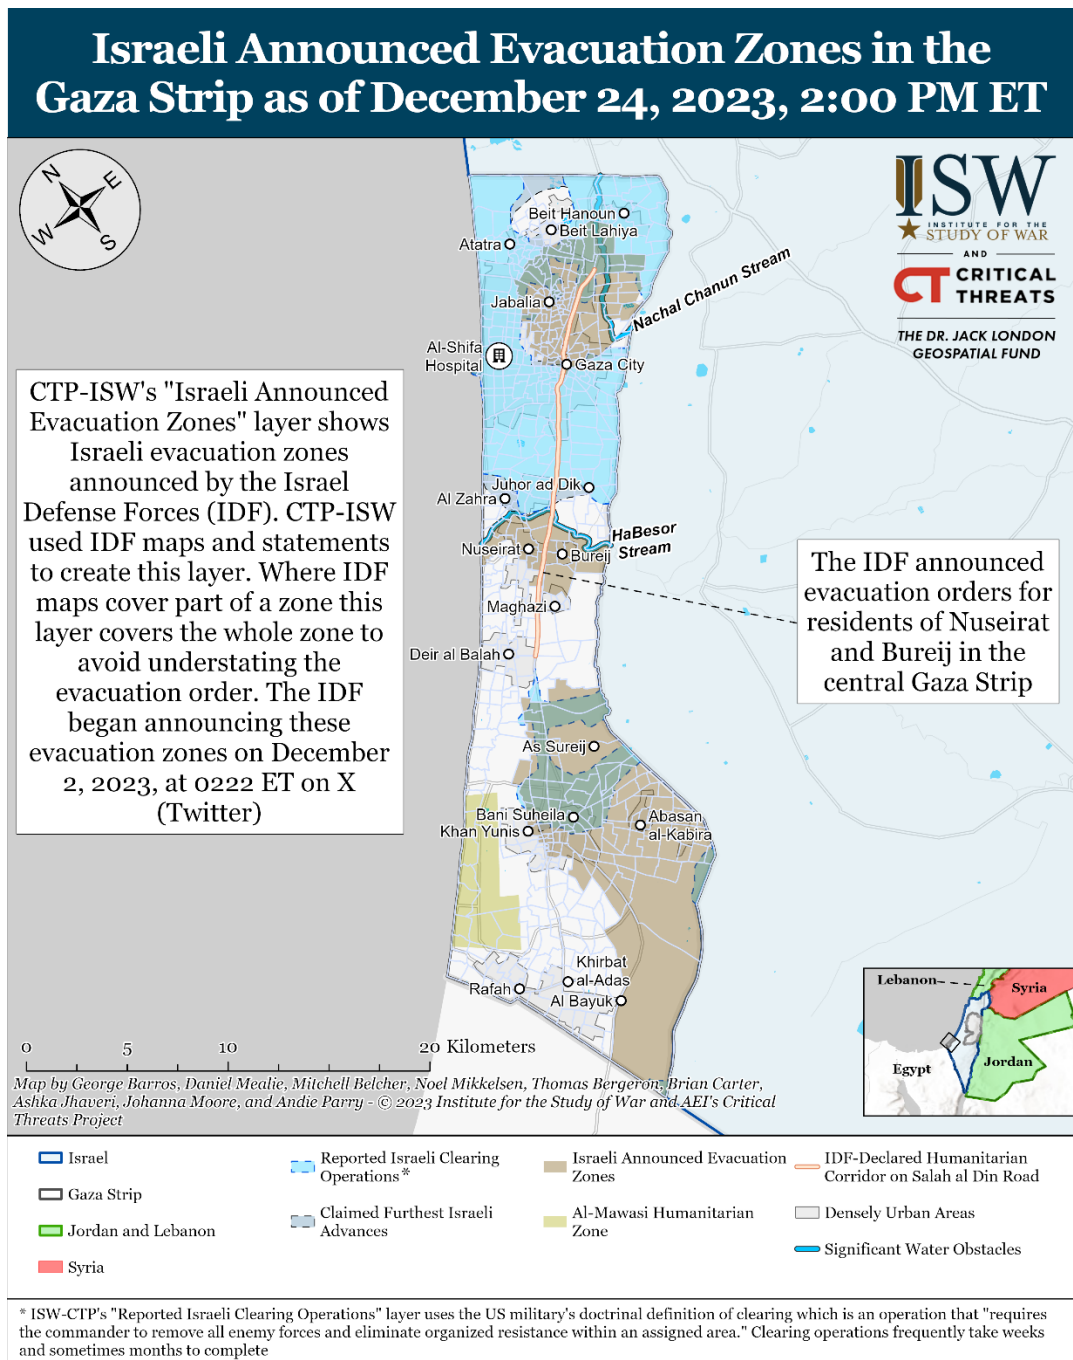 Israeli Announced Evacuation Zones in the
Gaza Strip as of December 24, 2023, 2:00 PM ET
N
E
W
S
ISW
INSTITUTE FOR THE
STUDY OF WAR
AND
CT CRITICAL
THREATS
THE DR. JACK LONDON
GEOSPATIAL FUND
Beit Hanoun
Beit Lahiya
Atatra
Nachal Chanun Stream
Jabalia
Al-Shifa
Hospital
Gaza City
CTP-ISW's "Israeli Announced
Evacuation Zones" layer shows
Israeli evacuation zones
announced by the Israel
Defense Forces (IDF). CTP-ISW
used IDF maps and statements
to create this layer. Where IDF
maps cover part of a zone this
layer covers the whole zone to
avoid understating the
evacuation order. The IDF
began announcing these
evacuation zones on December
2, 2023, at 0222 ET on X
(Twitter)
Juhor ad Dik
Al Zahra
HaBesor
Stream
Nuseirat
Bureij
Maghazi
Deir al Balah
The IDF announced
evacuation orders for
residents of Nuseirat
and Bureij in the
central Gaza Strip
As Sureij
Bani Suheila
Khan Yunis
Abasan
al-Kabira
Khirbat
al-Adas
Rafah
Al Bayuk
Lebanon
Syria
Jordan
Egypt
0 5 10 20 Kilometers
Map by George Barros, Daniel Mealie, Mitchell Belcher, Noel Mikkelsen, Thomas Bergeron, Brian Carter,
Ashka Jhaveri, Johanna Moore, and Andie Parry - © 2023 Institute for the Study of War and AEI's Critical
Threats Project
Israel
Gaza Strip
Jordan and Lebanon
Syria
Reported Israeli Clearing
Operations*
Claimed Furthest Israeli
Advances
Israeli Announced Evacuation
Zones
Al-Mawasi Humanitarian
Zone
IDF-Declared Humanitarian
Corridor on Salah al Din Road
Densely Urban Areas
Significant Water Obstacles
* ISW-CTP's "Reported Israeli Clearing Operations" layer uses the US military's doctrinal definition of clearing which is an operation that "requires
the commander to remove all enemy forces and eliminate organized resistance within an assigned area." Clearing operations frequently take weeks
and sometimes months to complete